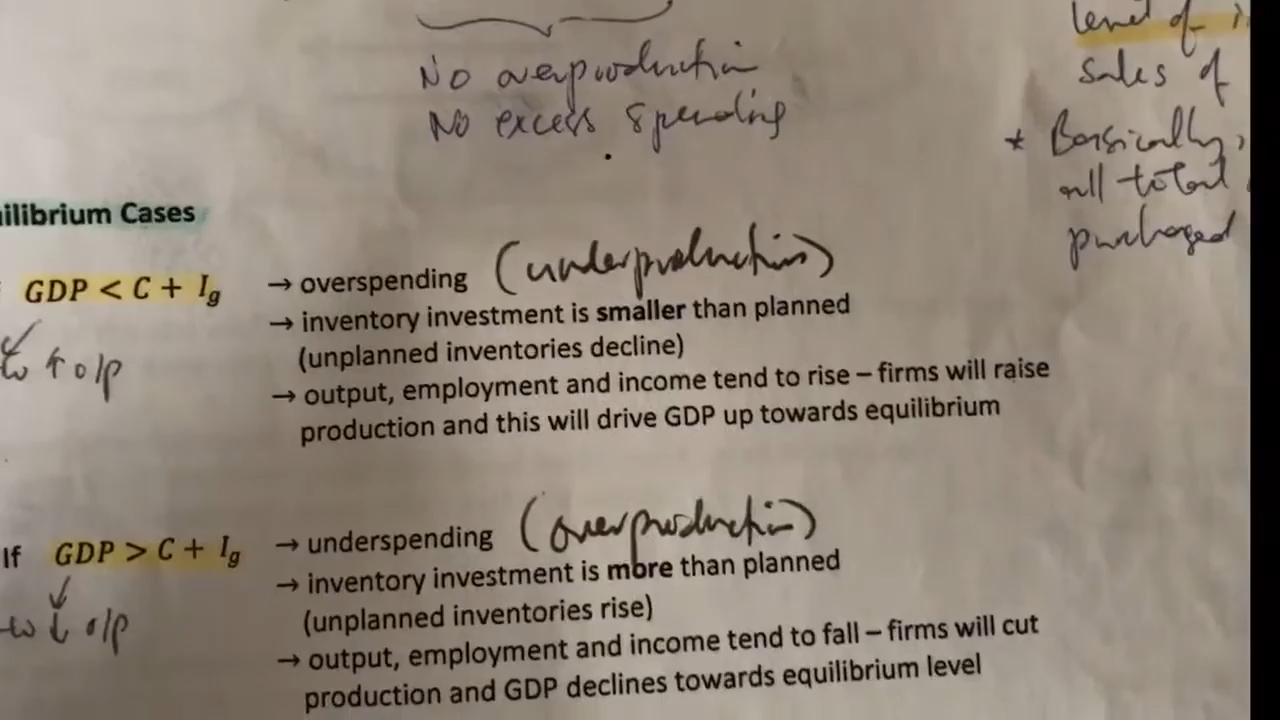 No overproduction
No excess spending
level of
sales of
* Basically,
all total
purchased
ilibrium Cases
GDP < C + Ig → overspending (underproduction)
→ inventory investment is smaller than planned
(unplanned inventories decline)
to ↑ o/p
→ output, employment and income tend to rise – firms will raise
production and this will drive GDP up towards equilibrium
If GDP > C + Ig → underspending (overproduction)
→ inventory investment is more than planned
(unplanned inventories rise)
to ↓ o/p
→ output, employment and income tend to fall – firms will cut
production and GDP declines towards equilibrium level